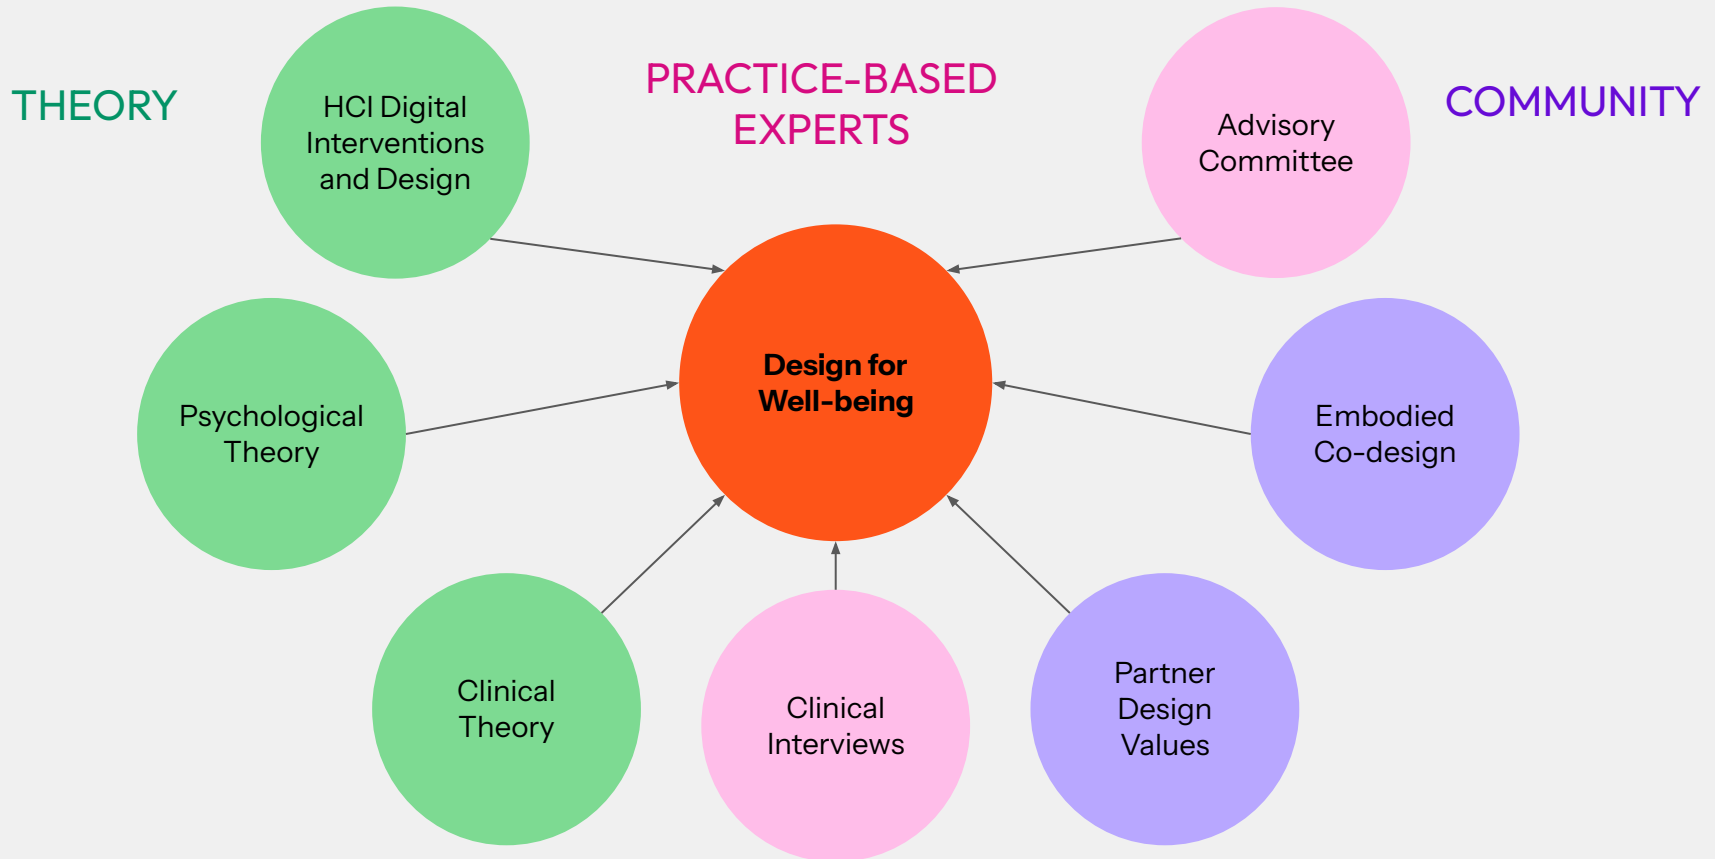 THEORY
PRACTICE-BASED
EXPERTS
COMMUNITY
HCI Digital
Interventions
and Design
Advisory
Committee
Design for
Well-being
Psychological
Theory
Embodied
Co-design
Clinical
Theory
Clinical
Interviews
Partner
Design
Values